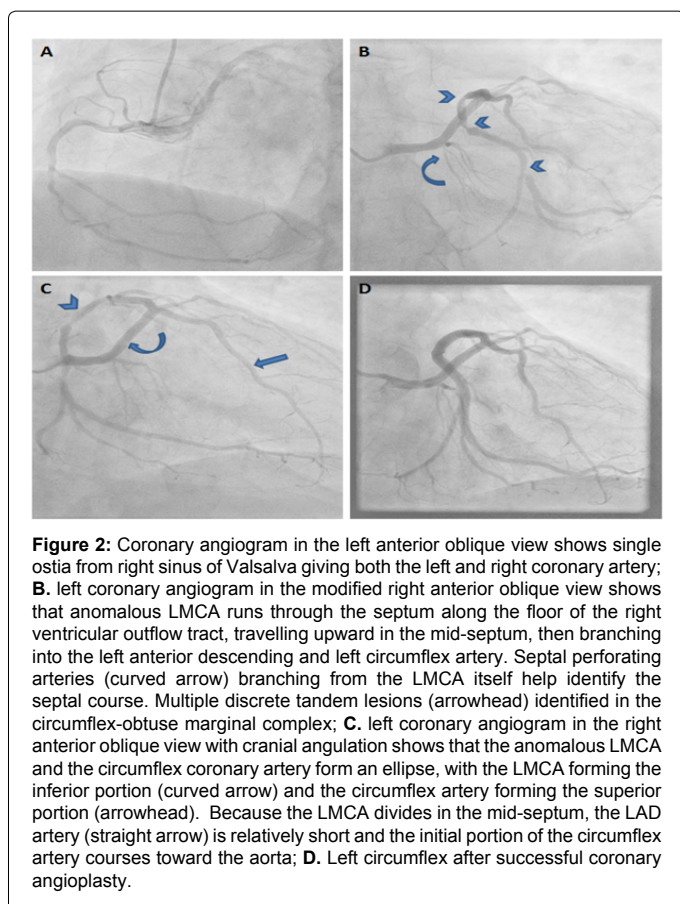 A
B
C
D
Figure 2: Coronary angiogram in the left anterior oblique view shows single
ostia from right sinus of Valsalva giving both the left and right coronary artery;
B. left coronary angiogram in the modified right anterior oblique view shows
that anomalous LMCA runs through the septum along the floor of the right
ventricular outflow tract, travelling upward in the mid-septum, then branching
into the left anterior descending and left circumflex artery. Septal perforating
arteries (curved arrow) branching from the LMCA itself help identify the
septal course. Multiple discrete tandem lesions (arrowhead) identified in the
circumflex-obtuse marginal complex; C. left coronary angiogram in the right
anterior oblique view with cranial angulation shows that the anomalous LMCA
and the circumflex coronary artery form an ellipse, with the LMCA forming the
inferior portion (curved arrow) and the circumflex artery forming the superior
portion (arrowhead). Because the LMCA divides in the mid-septum, the LAD
artery (straight arrow) is relatively short and the initial portion of the circumflex
artery courses toward the aorta; D. Left circumflex after successful coronary
angioplasty.